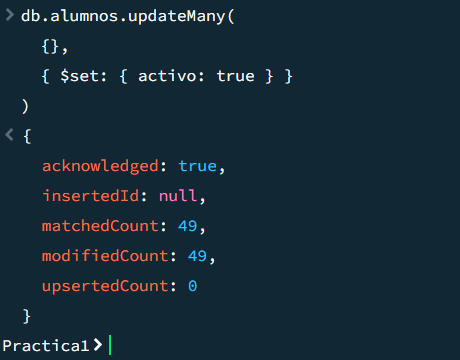 > db.alumnos.updateMany(
{},
{ $set: { activo: true } }
)
< {
acknowledged: true,
insertedId: null,
matchedCount: 49,
modifiedCount: 49,
upsertedCount: 0
}
Practica1>